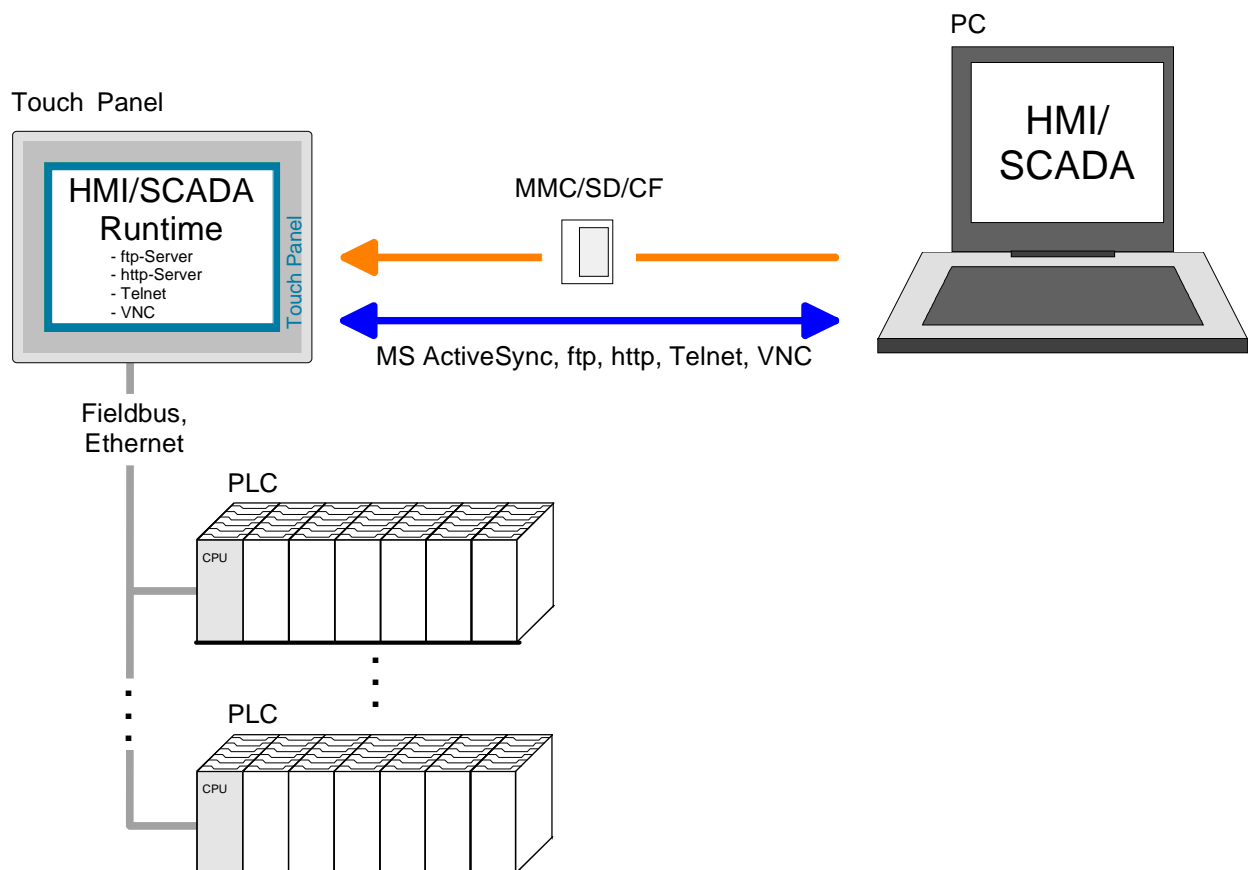 PC
Touch Panel
HMI/
SCADA
HMI/SCADA
Runtime
- ftp-Server
- http-Server
- Telnet
- VNC
Touch Panel
MMC/SD/CF
MS ActiveSync, ftp, http, Telnet, VNC
Fieldbus,
Ethernet
PLC
CPU
PLC
CPU